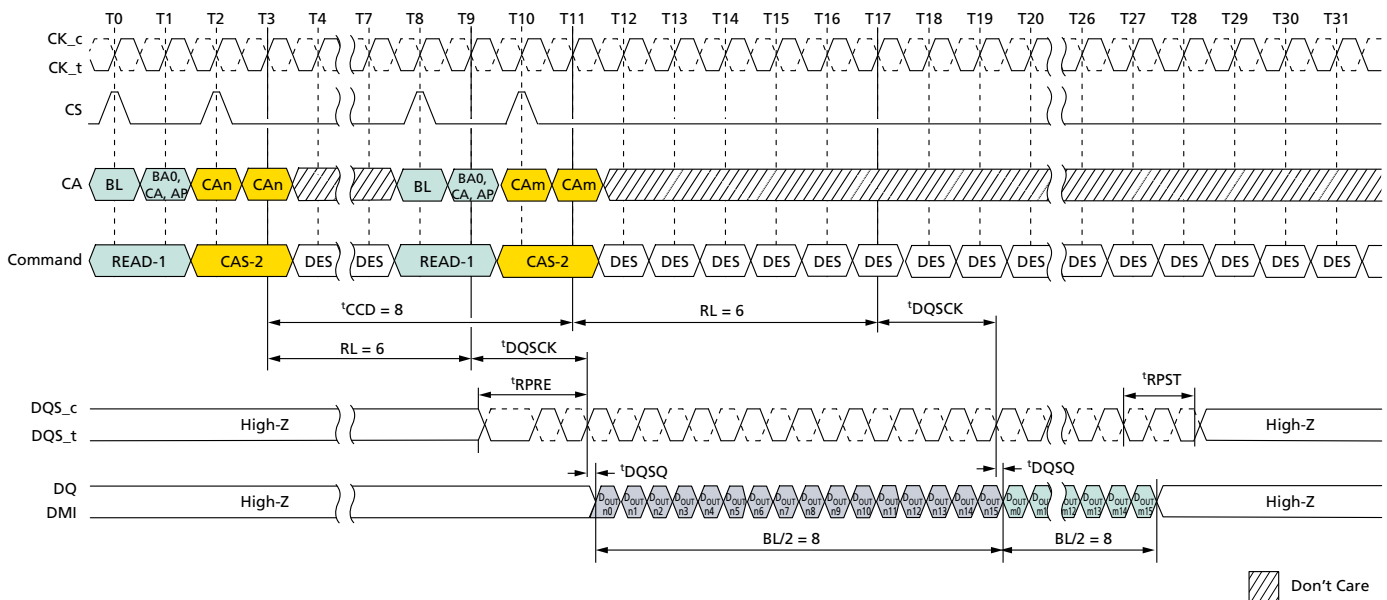 T0 T1 T2 T3 T4 T7 T8 T9 T10 T11 T12 T13 T14 T15 T16 T17 T18 T19 T20 T26 T27 T28 T29 T30 T31
CK_c
CK_t
CS
CA BL BA0, CA, AP CAn CAn BL BA0, CA, AP CAm CAm
Command READ-1 CAS-2 DES DES READ-1 CAS-2 DES DES DES DES DES DES DES DES DES DES DES DES DES DES DES
tCCD = 8 RL = 6 tDQSCK
RL = 6 tDQSCK
tRPRE tRPST
DQS_c
DQS_t High-Z High-Z
tDQSQ tDQSQ
DQ
DMI High-Z DOUT n0 DOUT n1 DOUT n2 DOUT n3 DOUT n4 DOUT n5 DOUT n6 DOUT n7 DOUT n8 DOUT n9 DOUT n10 DOUT n11 DOUT n12 DOUT n13 DOUT n14 DOUT n15 DOUT m0 DOUT m1 DOUT m12 DOUT m13 DOUT m14 DOUT m15 High-Z
BL/2 = 8 BL/2 = 8
Don't Care